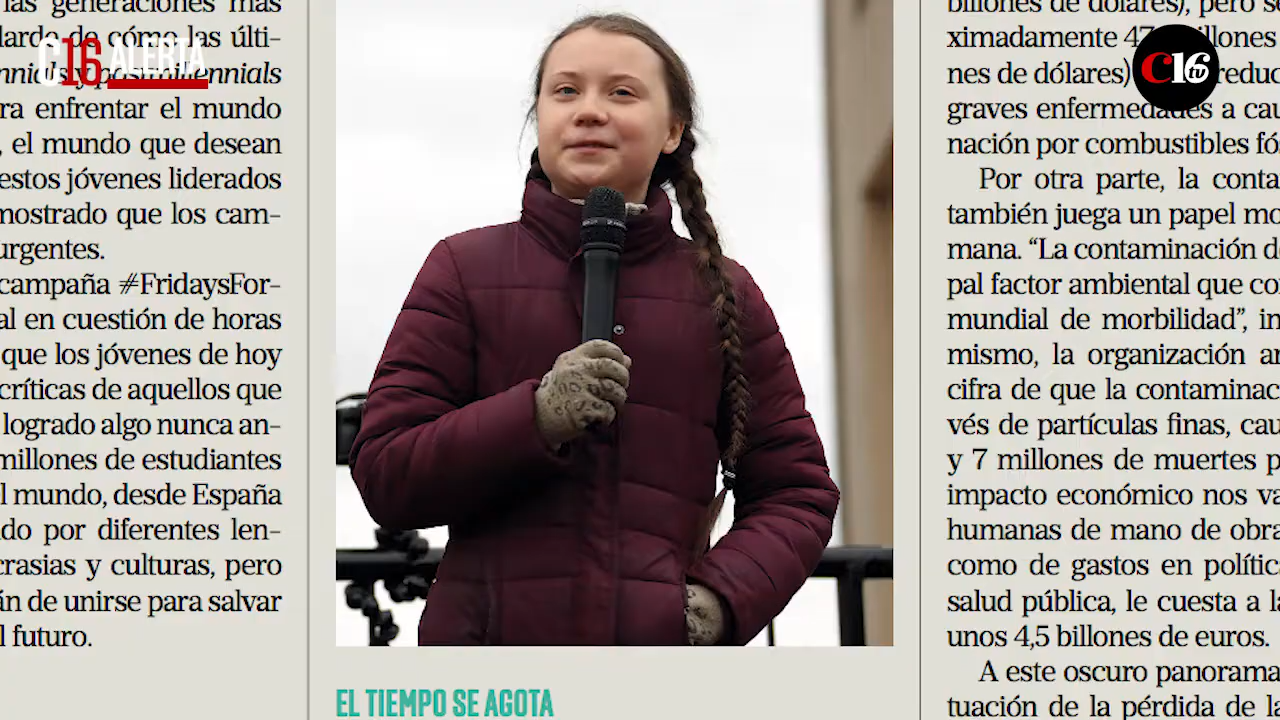 las generaciones más
de cómo las últi-
nnials y postmillennials
ra enfrentar el mundo
, el mundo que desean
estos jóvenes liderados
mostrado que los cam-
urgentes.
campaña #FridaysFor-
al en cuestión de horas
que los jóvenes de hoy
críticas de aquellos que
logrado algo nunca an-
millones de estudiantes
l mundo, desde España
do por diferentes len-
crasias y culturas, pero
án de unirse para salvar
l futuro.
C16 ALERTA
EL TIEMPO SE AGOTA
billones de dólares), pero se
ximadamente 47 illones
nes de dólares) reduc
graves enfermedades a cau
nación por combustibles fó
Por otra parte, la conta
también juega un papel mo
mana. “La contaminación de
pal factor ambiental que co
mundial de morbilidad”, in
mismo, la organización a
cifra de que la contaminac
vés de partículas finas, cau
y 7 millones de muertes p
impacto económico nos va
humanas de mano de obra
como de gastos en polític
salud pública, le cuesta a la
unos 4,5 billones de euros.
A este oscuro panorama
tuación de la pérdida de la
C16tv